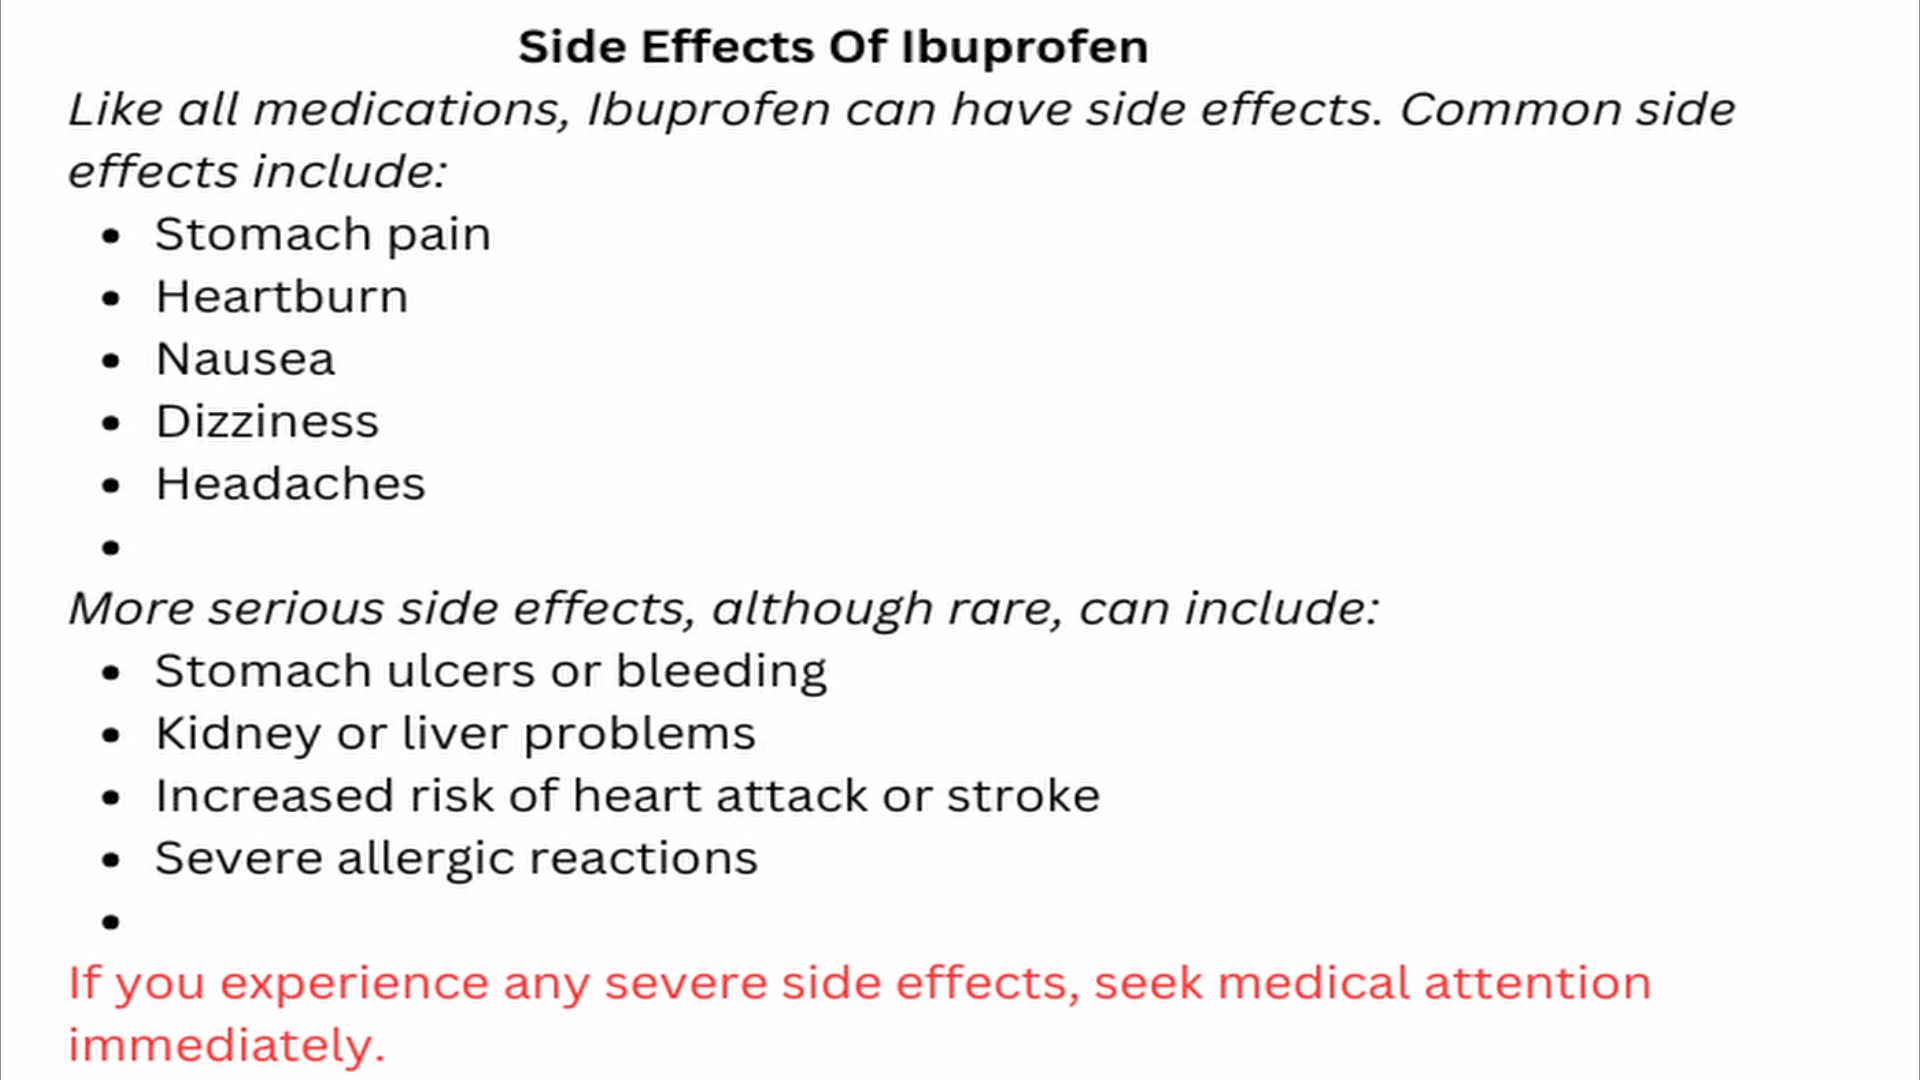 Side Effects Of Ibuprofen
Like all medications, Ibuprofen can have side effects. Common side
effects include:
• Stomach pain
• Heartburn
• Nausea
• Dizziness
• Headaches
•
More serious side effects, although rare, can include:
• Stomach ulcers or bleeding
• Kidney or liver problems
• Increased risk of heart attack or stroke
• Severe allergic reactions
•
If you experience any severe side effects, seek medical attention
immediately.